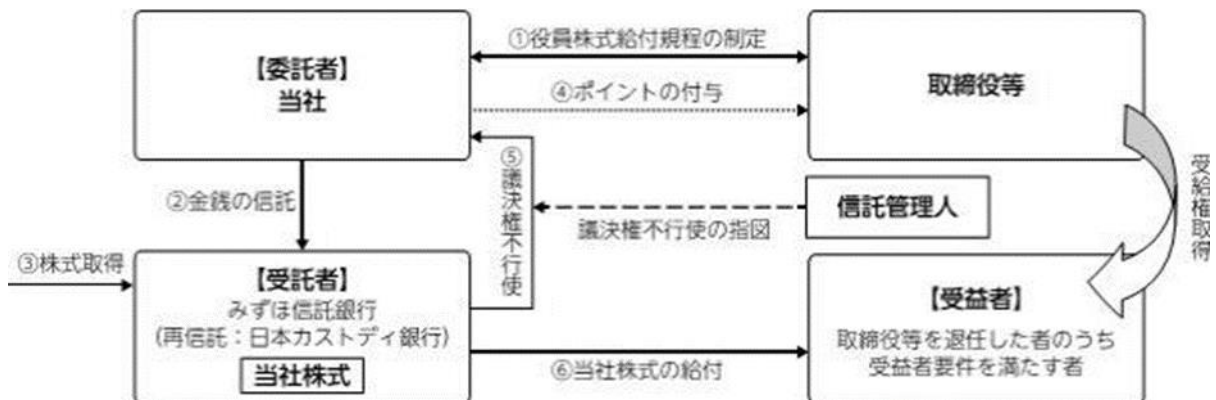 【委託者】
当社
①役員株式給付規程の制定
④ポイントの付与
取締役等
②金銭の信託
⑤議決権不行使
議決権不行使の指図
信託管理人
受給権取得
③株式取得
【受託者】
みずほ信託銀行
(再信託：日本カストディ銀行)
当社株式
⑥当社株式の給付
【受益者】
取締役等を退任した者のうち
受益者要件を満たす者